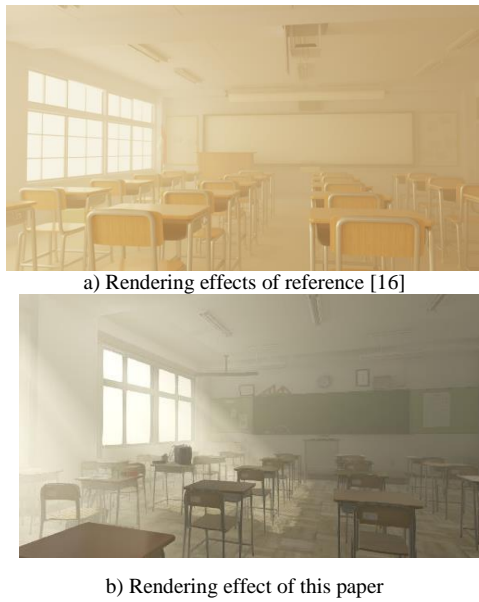 a) Rendering effects of reference [16]
b) Rendering effect of this paper